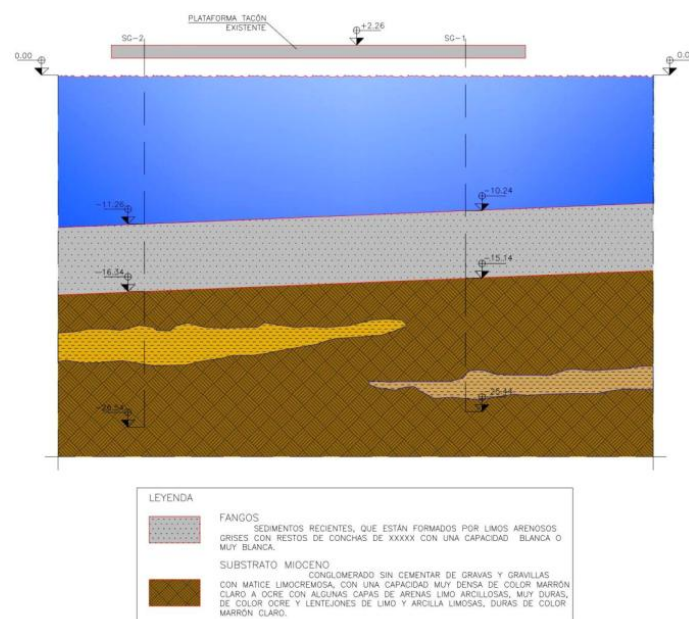 PLATAFORMA TACÓN
EXISTENTE
SG-2
+2.26
SG-1
0.00
0.0
-11.26
-10.24
-16.34
-15.14
-26.54
-25.44
LEYENDA
FANGOS
SEDIMENTOS RECIENTES, QUE ESTÁN FORMADOS POR LIMOS ARENOSOS
GRISES CON RESTOS DE CONCHAS DE XXXXX CON UNA CAPACIDAD BLANCA O
MUY BLANCA.
SUBSTRATO MIOCENO
CONGLOMERADO SIN CEMENTAR DE GRAVAS Y GRAVILLAS
CON MATICE LIMOCREMOSA, CON UNA CAPACIDAD MUY DENSA DE COLOR MARRÓN
CLARO A OCRE CON ALGUNAS CAPAS DE ARENAS LIMO ARCILLOSAS, MUY DURAS,
DE COLOR OCRE Y LENTEJONES DE LIMO Y ARCILLA LIMOSAS, DURAS DE COLOR
MARRÓN CLARO.